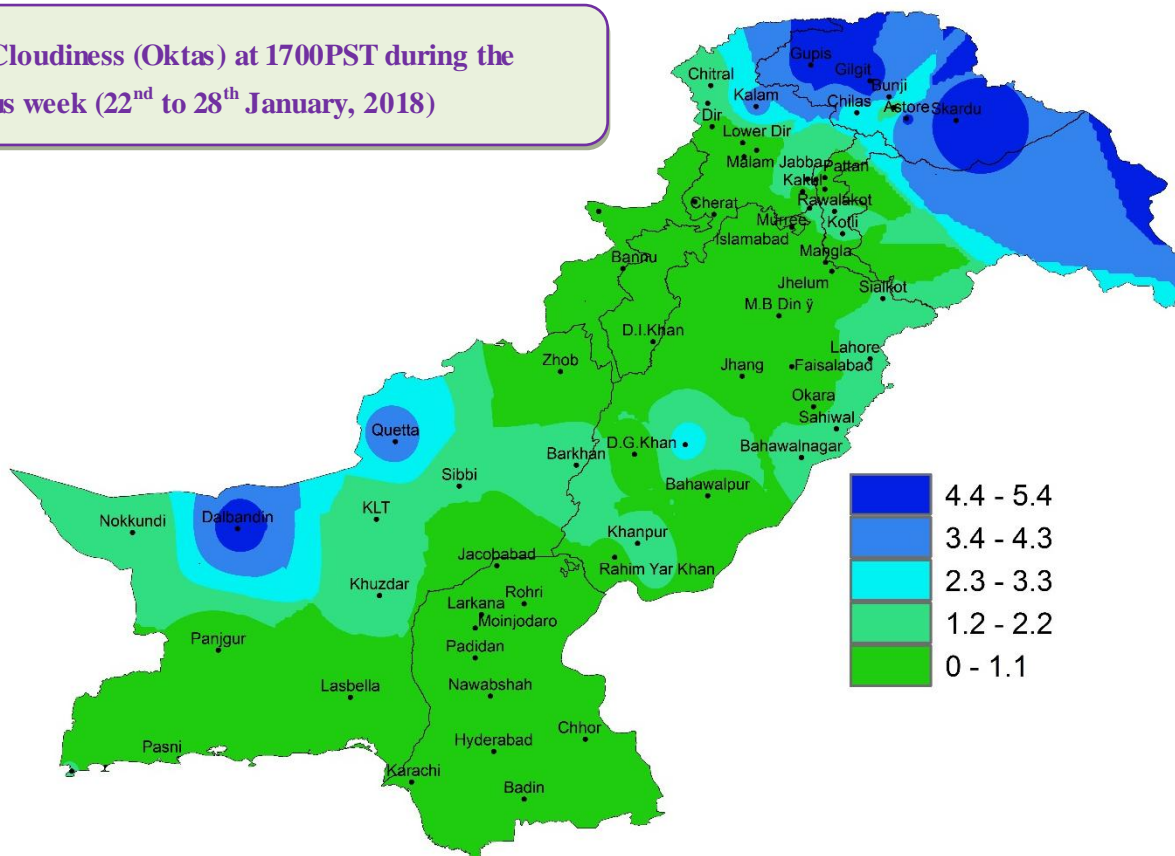 Cloudiness (Oktas) at 1700PST during the
us week (22nd to 28th January, 2018)
Gupis
Gilgit
Bunji
Chitral
Kalam
Chilas
Astore
Skardu
Dir
Lower Dir
Malam Jabbar
Pattan
Kakul
Cherat
Rawalakot
Murree
Kotli
Islamabad
Bannu
Mangla
Jhelum
Sialkot
M.B Din ÿ
D.I.Khan
Zhob
Lahore
Jhang
Faisalabad
Okara
Sahiwal
Quetta
D.G.Khan
Bahawalnagar
Barkhan
Sibbi
Bahawalpur
Nokkundi
Dalbandin
KLT
Khanpur
Jacobabad
Rahim Yar Khan
Khuzdar
Rohri
Larkana
Moinjodaro
Panjgur
Padidan
Lasbella
Nawabshah
Chhor
Pasni
Hyderabad
Karachi
Badin
4.4 - 5.4
3.4 - 4.3
2.3 - 3.3
1.2 - 2.2
0 - 1.1